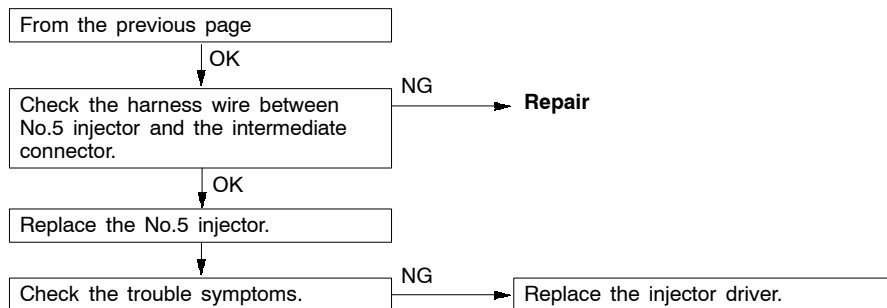 From the previous page
OK
Check the harness wire between
No.5 injector and the intermediate
connector.
NG
Repair
OK
Replace the No.5 injector.
Check the trouble symptoms.
NG
Replace the injector driver.